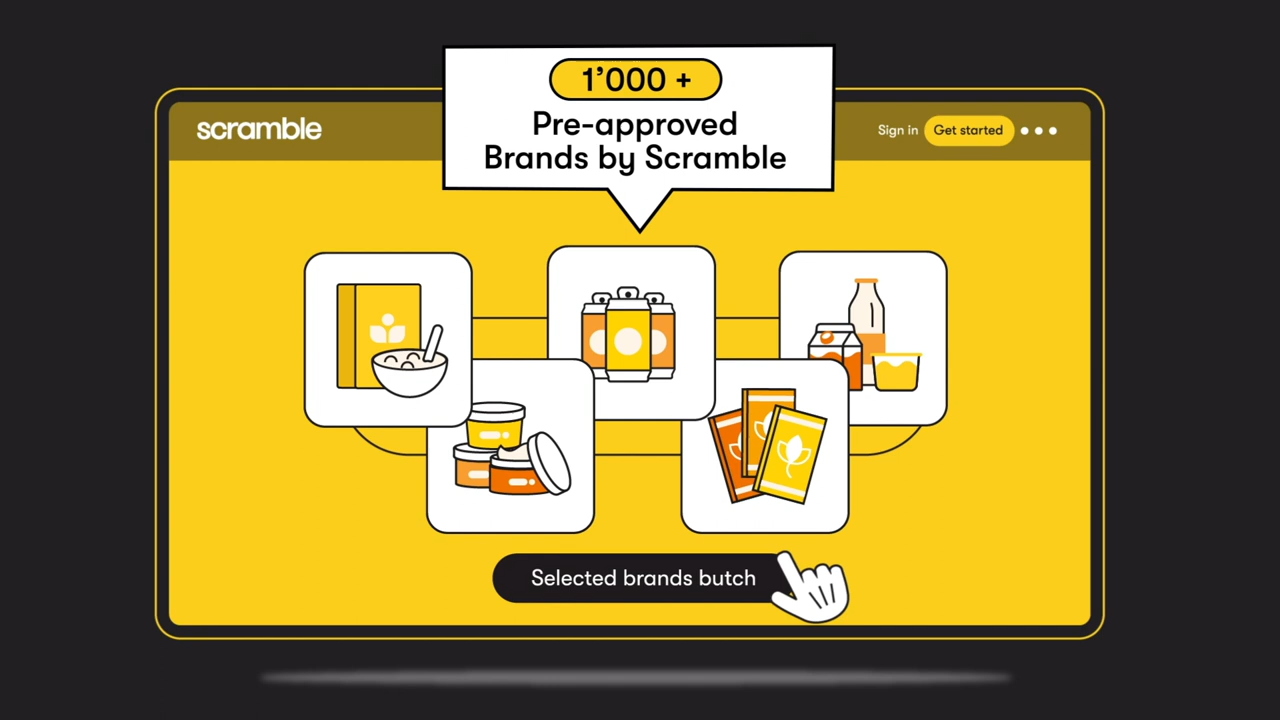 1’000 +
Pre-approved
Brands by Scramble
scramble
Sign in
Get started
Selected brands butch